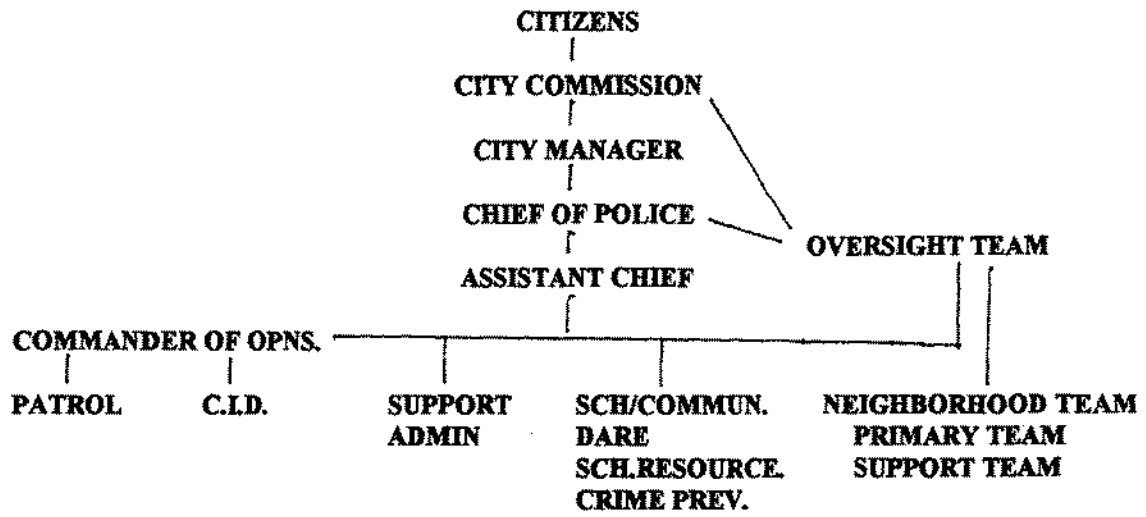 CITIZENS
CITY COMMISSION
CITY MANAGER
CHIEF OF POLICE
OVERSIGHT TEAM
ASSISTANT CHIEF
COMMANDER OF OPNS.
PATROL C.I.D. SUPPORT SCH/COMMUN. NEIGHBORHOOD TEAM
ADMIN DARE PRIMARY TEAM
SCH.RESOURCE. SUPPORT TEAM
CRIME PREV.